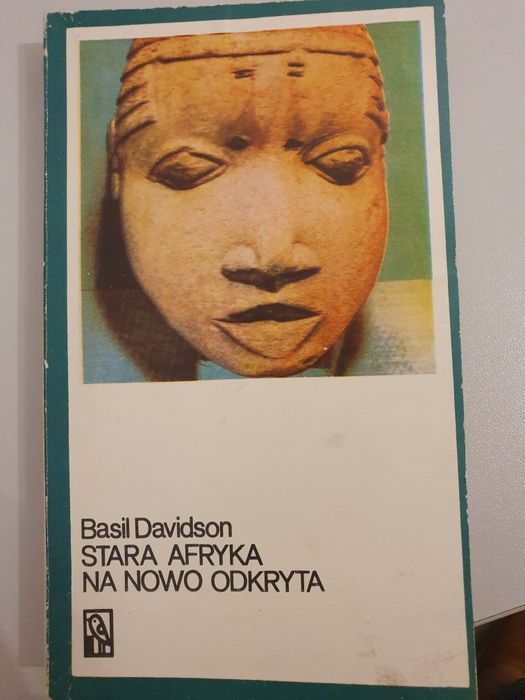 Basil Davidson
STARA AFRYKA
NA NOWO ODKRYTA